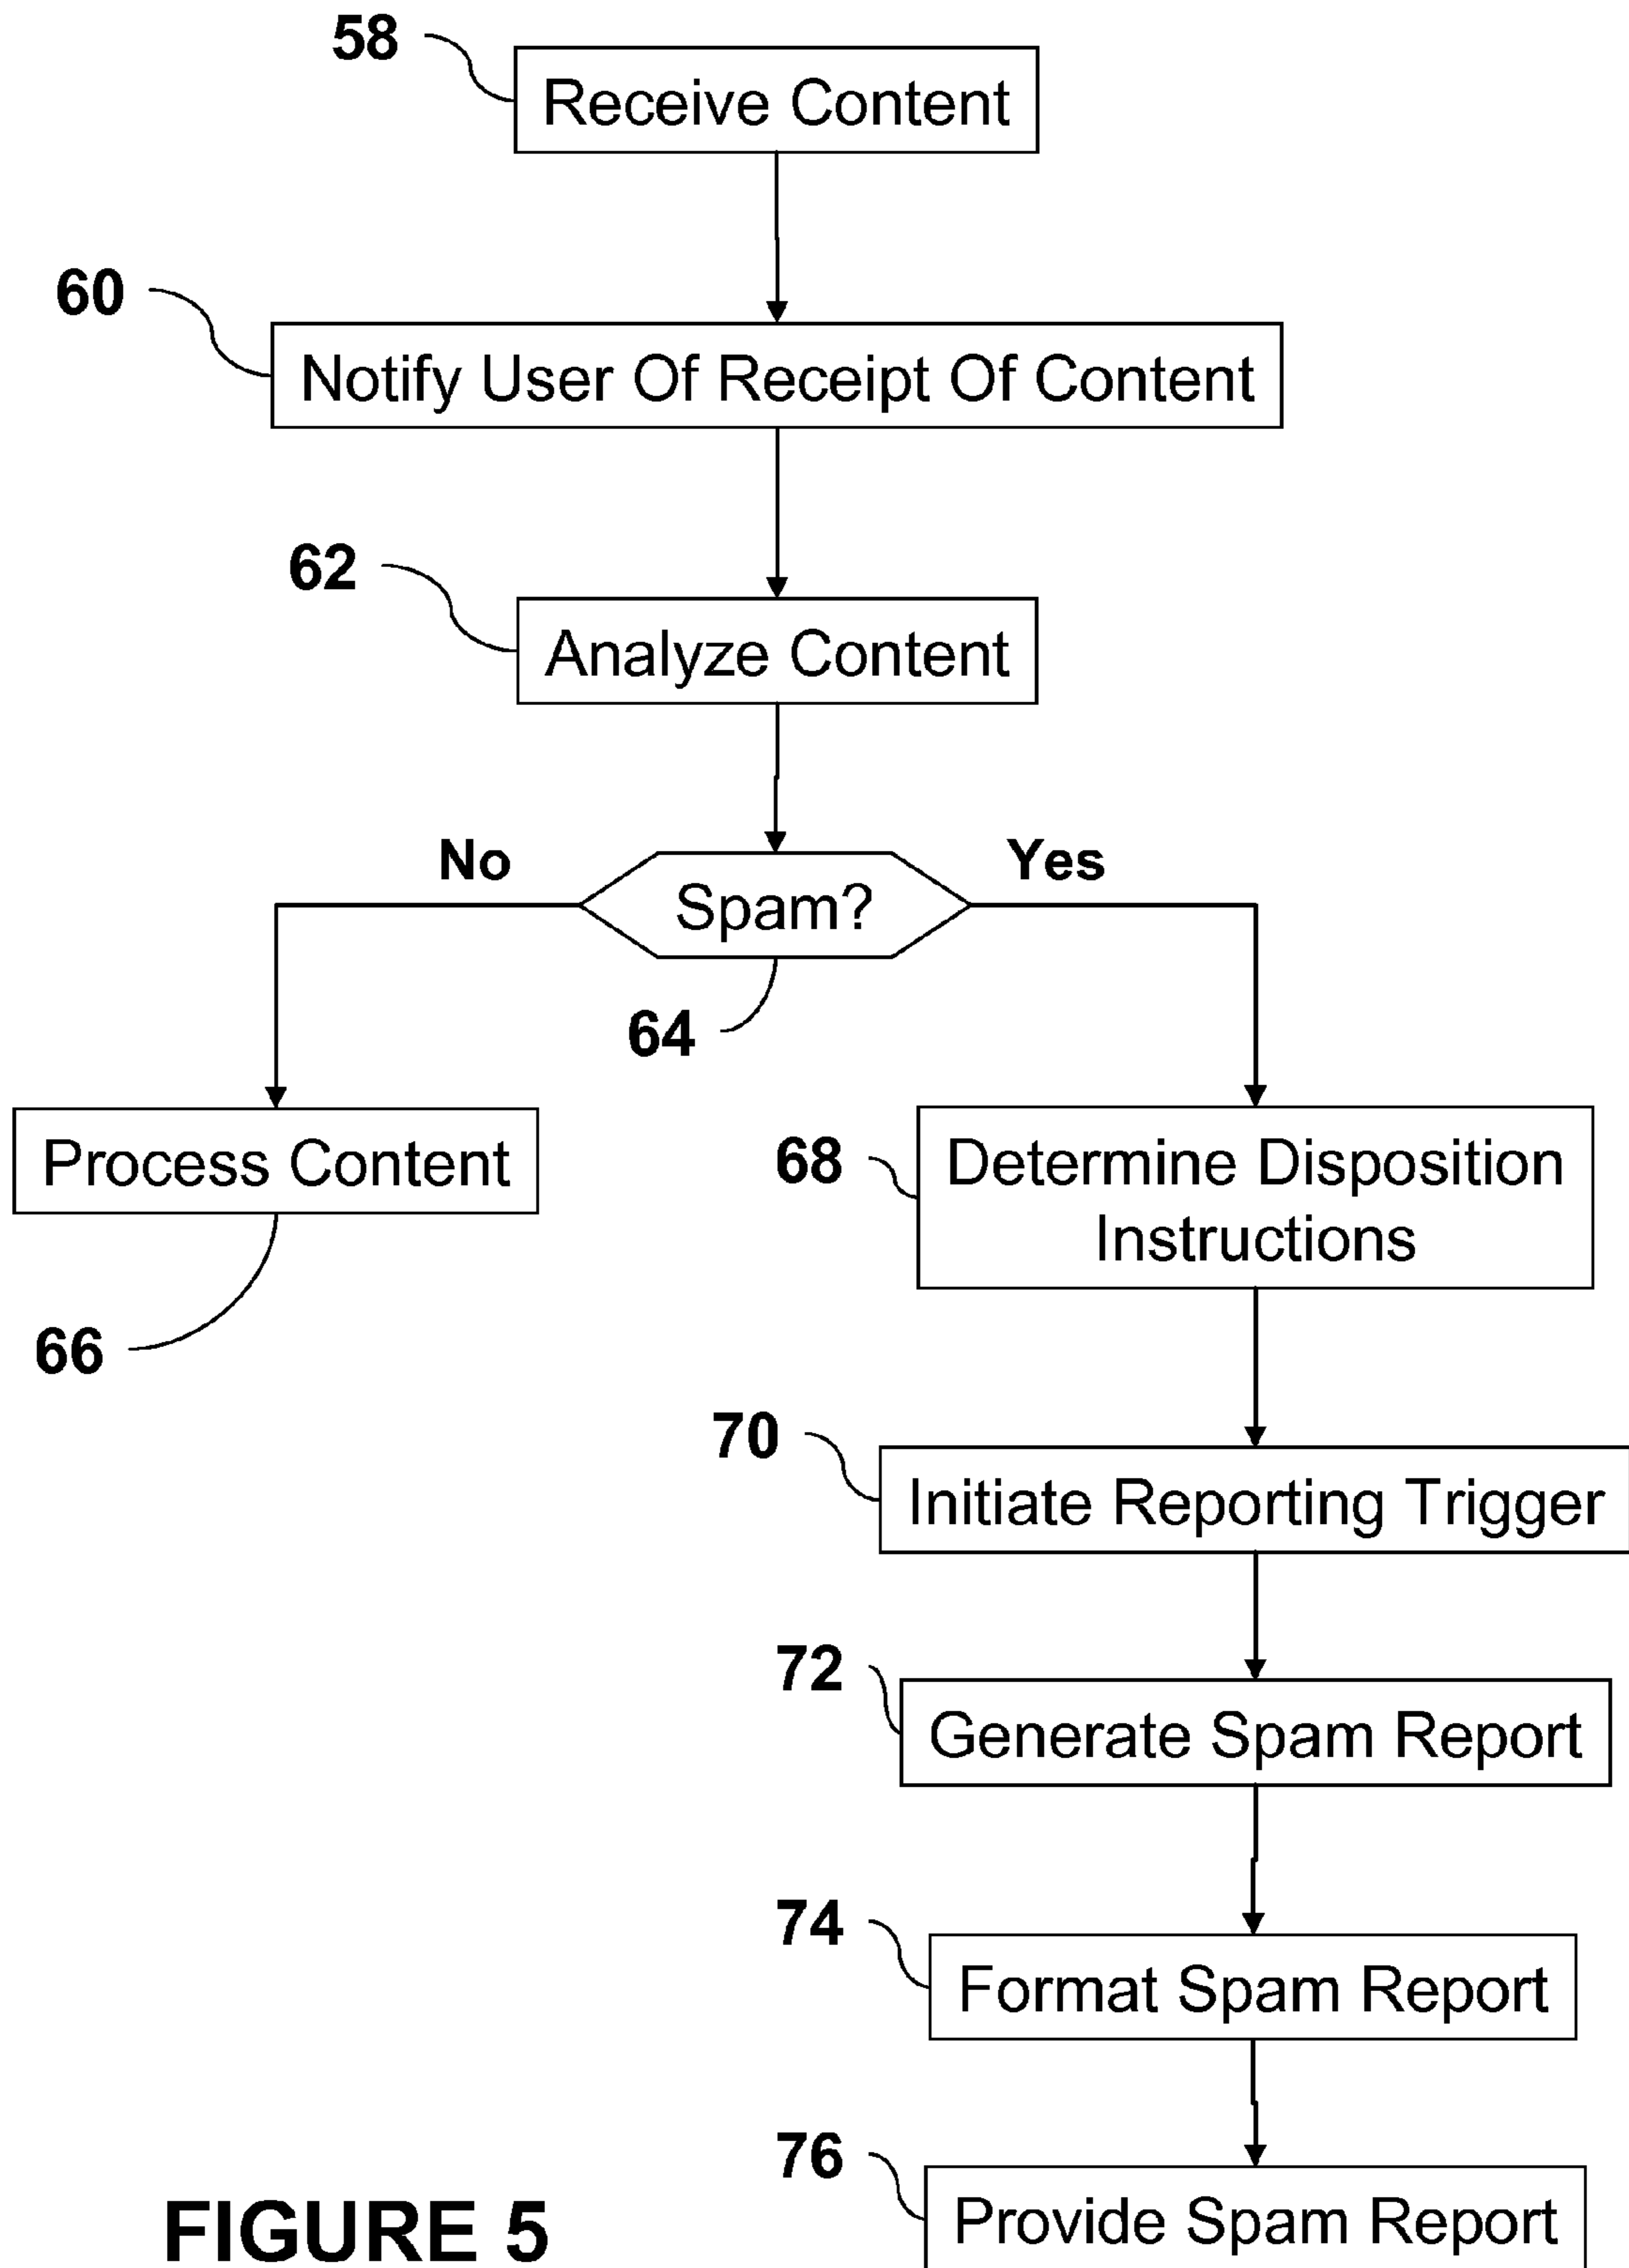 58
Receive Content
60
Notify User Of Receipt Of Content
62
Analyze Content
No
Yes
Spam?
64
Process Content
66
68
Determine Disposition
Instructions
70
Initiate Reporting Trigger
72
Generate Spam Report
74
Format Spam Report
76
Provide Spam Report
FIGURE 5